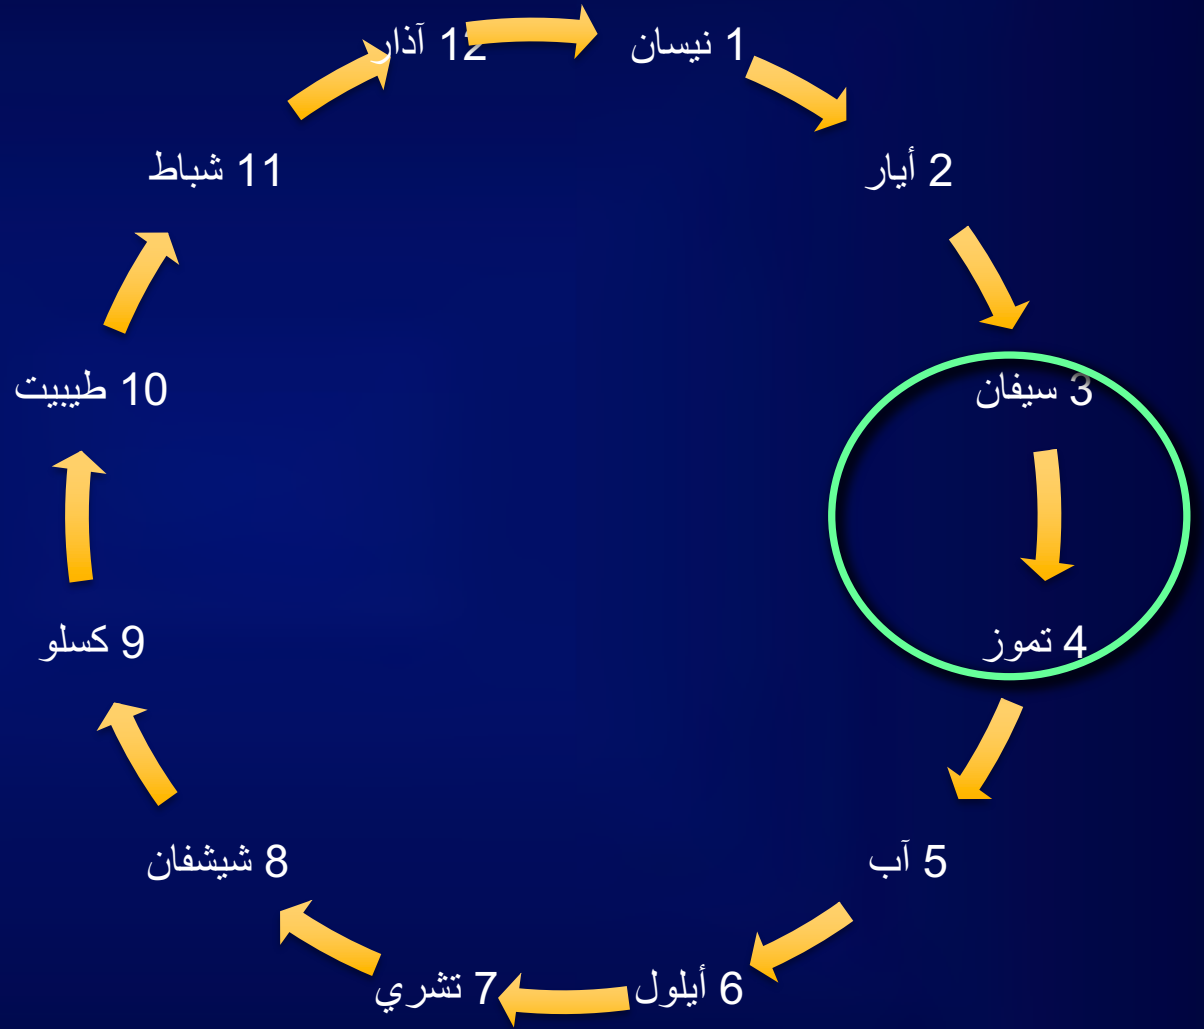 1 نيسان
2 أيار
3 سيفان
4 تموز
5 آب
6 أيلول
7 تشري
8 شيشفان
9 كسلو
10 طيبيت
11 شباط
12 آذار